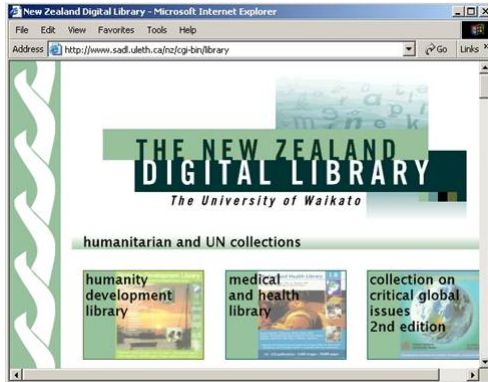 New Zealand Digital Library - Microsoft Internet Explorer
File Edit View Favorites Tools Help
Address http://www.sadl.uleth.ca/nz/cgi-bin/library Go Links »
THE NEW ZEALAND
DIGITAL LIBRARY
The University of Waikato
humanitarian and UN collections
humanity
development
library
medical
and health
library
collection on
critical global
issues
2nd edition